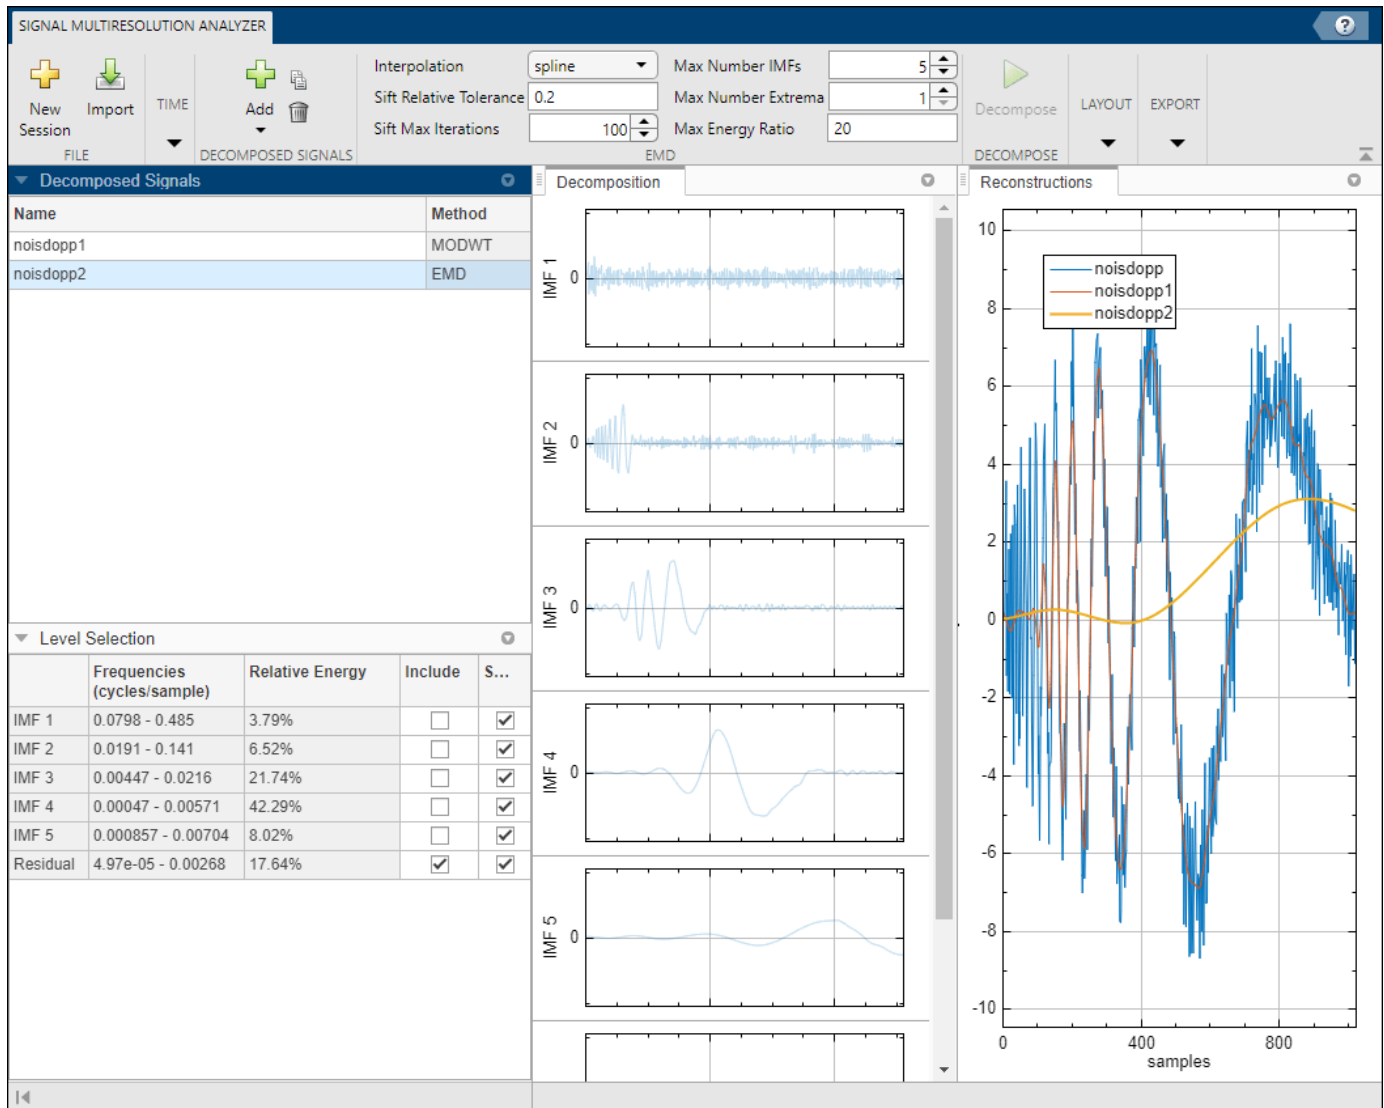 SIGNAL MULTIRESOLUTION ANALYZER
?
New
Session
Import
FILE
TIME
Add
DECOMPOSED SIGNALS
Interpolation spline Max Number IMFs 5
Sift Relative Tolerance 0.2 Max Number Extrema 1
Sift Max Iterations 100 Max Energy Ratio 20
EMD
Decompose
DECOMPOSE
LAYOUT
EXPORT
Decomposed Signals
Name Method
noisdopp1 MODWT
noisdopp2 EMD
Level Selection
Frequencies
(cycles/sample) Relative Energy Include S...
IMF 1 0.0798 - 0.485 3.79%
IMF 2 0.0191 - 0.141 6.52%
IMF 3 0.00447 - 0.0216 21.74%
IMF 4 0.00047 - 0.00571 42.29%
IMF 5 0.000857 - 0.00704 8.02%
Residual 4.97e-05 - 0.00268 17.64%
Decomposition
IMF 1 0
IMF 2 0
IMF 3 0
IMF 4 0
IMF 5 0
Reconstructions
noisdopp
noisdopp1
noisdopp2
10
8
6
4
2
0
-2
-4
-6
-8
-10
0 400 800
samples